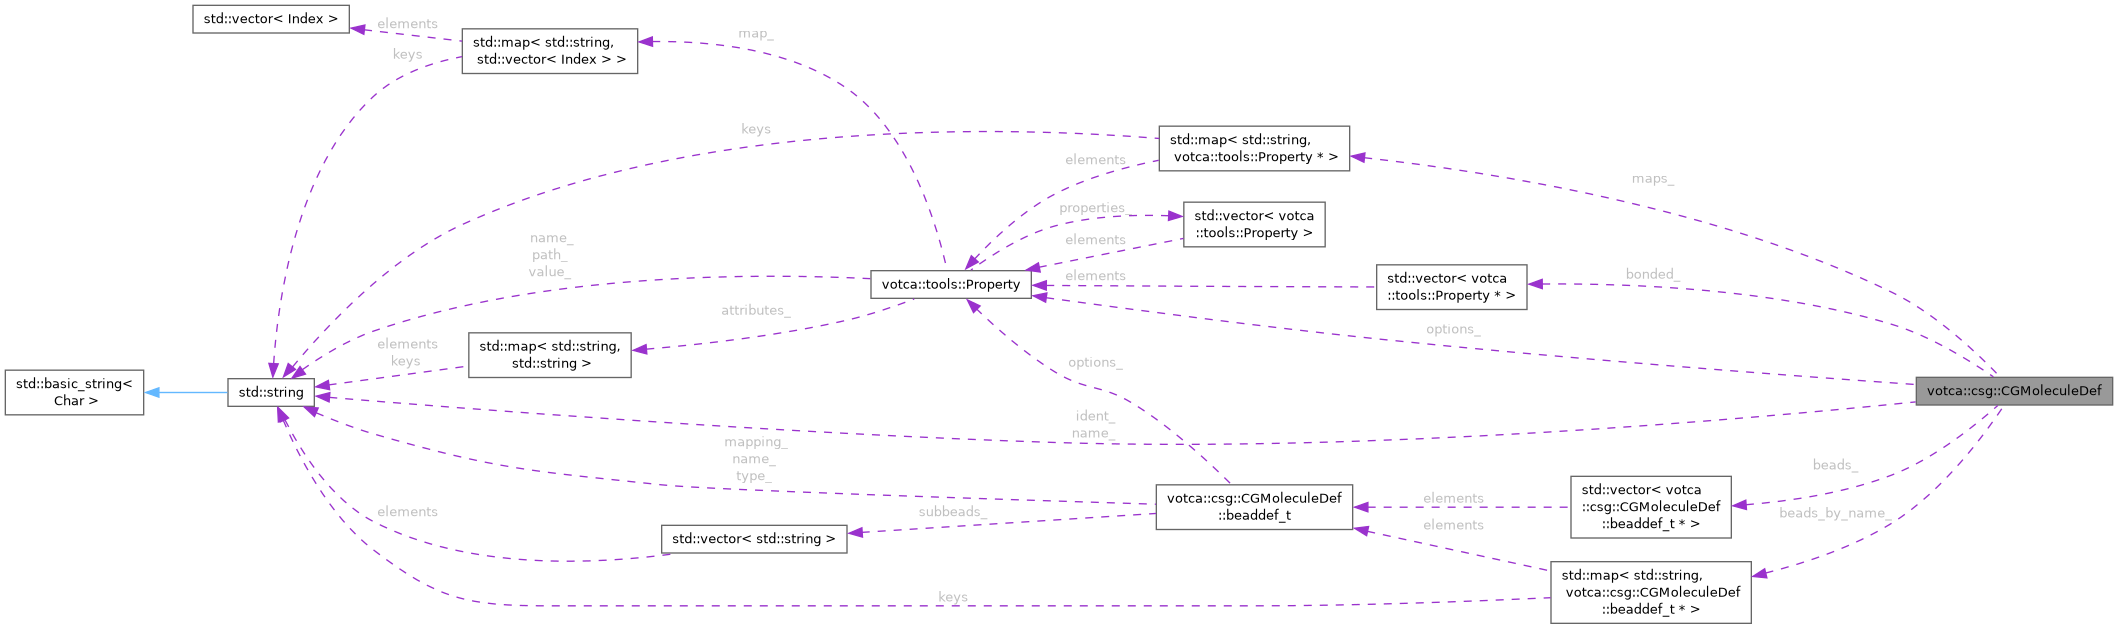 std::vector< Index >
elements
std::map< std::string,
std::vector< Index > >
map_
keys
keys
std::map< std::string,
votca::tools::Property * >
elements
maps_
properties_
std::vector< votca
::tools::Property >
name_
path_
value_
elements
votca::tools::Property
elements
std::vector< votca
::tools::Property * >
bonded_
attributes_
options_
elements
keys
std::map< std::string,
std::string >
options_
std::basic_string<
Char >
std::string
votca::csg::CGMoleculeDef
ident_
name_
mapping_
name_
type_
beads_
elements
subbeads_
votca::csg::CGMoleculeDef
::beaddef_t
elements
std::vector< votca
::csg::CGMoleculeDef
::beaddef_t * >
beads_by_name_
std::vector< std::string >
elements
std::map< std::string,
votca::csg::CGMoleculeDef
::beaddef_t * >
keys